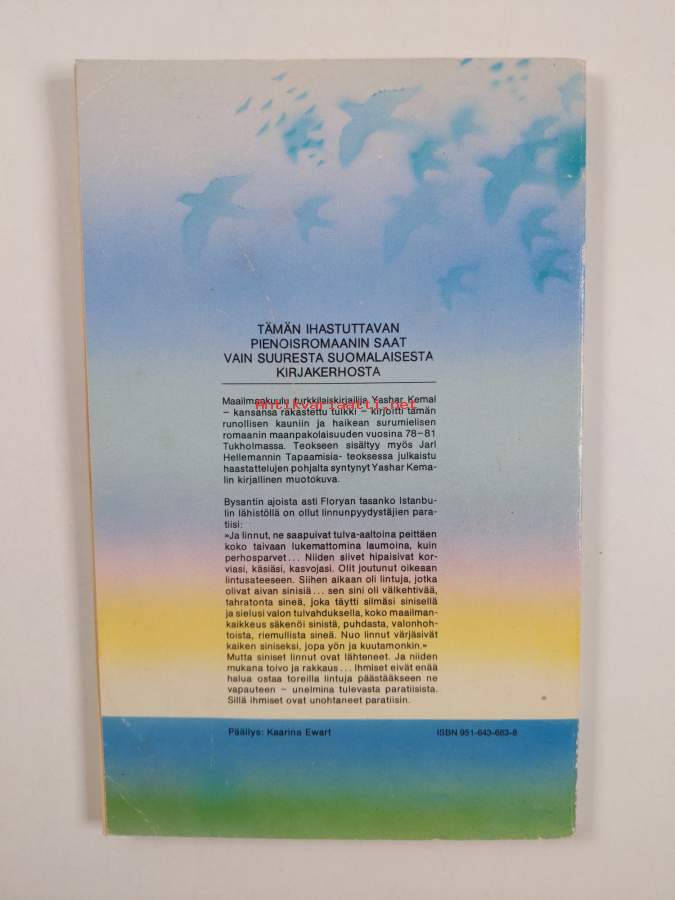 TÄMÄN IHASTUTTAVAN
PIENOISROMAANIN SAAT
VAIN SUURESTA SUOMALAISESTA
KIRJAKERHOSTA
Maailmankuulu turkkilaiskirjailija Yashar Kemal
Antikvariaatti.net
– kansansa rakastettu tulkki – kirjoitti tämän
runollisen kauniin ja haikean surumielisen
romaanin maanpakolaisuuden vuosina 78–81
Tukholmassa. Teokseen sisältyy myös Jarl
Hellemannin Tapaamisia- teoksessa julkaistu
haastattelujen pohjalta syntynyt Yashar Kema-
lin kirjallinen muotokuva.
Bysantin ajoista asti Floryan tasanko Istanbu-
lin lähistöllä on ollut linnunpyydystäjien para-
tiisi:
»Ja linnut, ne saapuivat tulva-aaltoina peittäen
koko taivaan lukemattomina laumoina, kuin
perhosparvet... Niiden siivet hipaisivat kor-
viasi, käsiäsi, kasvojasi. Olit joutunut oikeaan
lintusateeseen. Siihen aikaan oli lintuja, jotka
olivat aivan sinisiä... sen sini oli välkehtivää,
tahratonta sineä, joka täytti silmäsi sinisellä
ja sielusi valon tulvahduksella, koko maailman-
kaikkeus säkenöi sinistä, puhdasta, valonhoh-
toista, riemullista sineä. Nuo linnut värjäsivät
kaiken siniseksi, jopa yön ja kuutamonkin.»
Mutta siniset linnut ovat lähteneet. Ja niiden
mukana toivo ja rakkaus... Ihmiset eivät enää
halua ostaa toreilla lintuja päästääkseen ne
vapauteen – unelmina tulevasta paratiisista.
Sillä ihmiset ovat unohtaneet paratiisin.
Päällys: Kaarina Ewart
ISBN 951-643-683-8